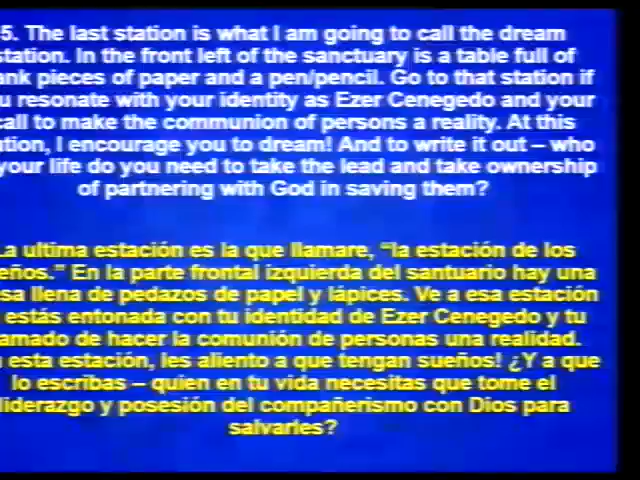 5. The last station is what I am going to call the dream
station. In the front left of the sanctuary is a table full of
ank pieces of paper and a pen/pencil. Go to that station if
u resonate with your identity as Ezer Cenegedo and your
call to make the communion of persons a reality. At this
tion, I encourage you to dream! And to write it out – who
your life do you need to take the lead and take ownership
of partnering with God in saving them?
La ultima estación es la que llamare, "la estación de los
eños." En la parte frontal izquierda del santuario hay una
sa llena de pedazos de papel y lápices. Ve a esa estación
estás entonada con tu identidad de Ezer Cenegedo y tu
amado de hacer la comunión de personas una realidad.
esta estación, les aliento a que tengan sueños! ¿Y a que
lo escribas – quien en tu vida necesitas que tome el
liderazgo y posesión del compañerismo con Dios para
salvarles?